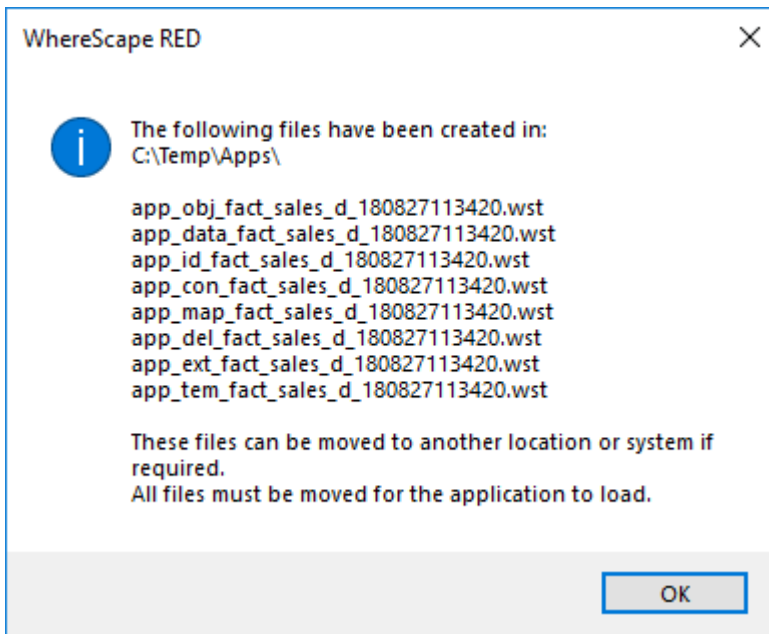 WhereScape RED
The following files have been created in:
C:\Temp\Apps\
app_obj_fact_sales_d_180827113420.wst
app_data_fact_sales_d_180827113420.wst
app_id_fact_sales_d_180827113420.wst
app_con_fact_sales_d_180827113420.wst
app_map_fact_sales_d_180827113420.wst
app_del_fact_sales_d_180827113420.wst
app_ext_fact_sales_d_180827113420.wst
app_tem_fact_sales_d_180827113420.wst
These files can be moved to another location or system if
required.
All files must be moved for the application to load.
OK